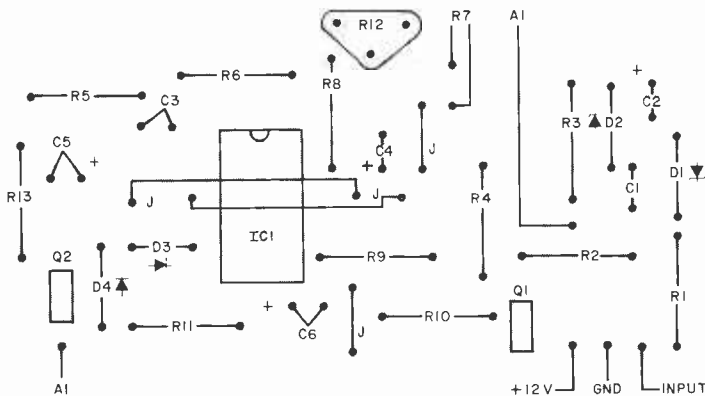 R12 R7 A1
R5 R6 R8 C3 + C2
R3 D2
C5 + C4 + J D1
R13 J J R4 C1
IC1
Q2 D3 R9 R2
D4 R1
+ Q1
R11 C6 J R10
A1 +12V GND INPUT